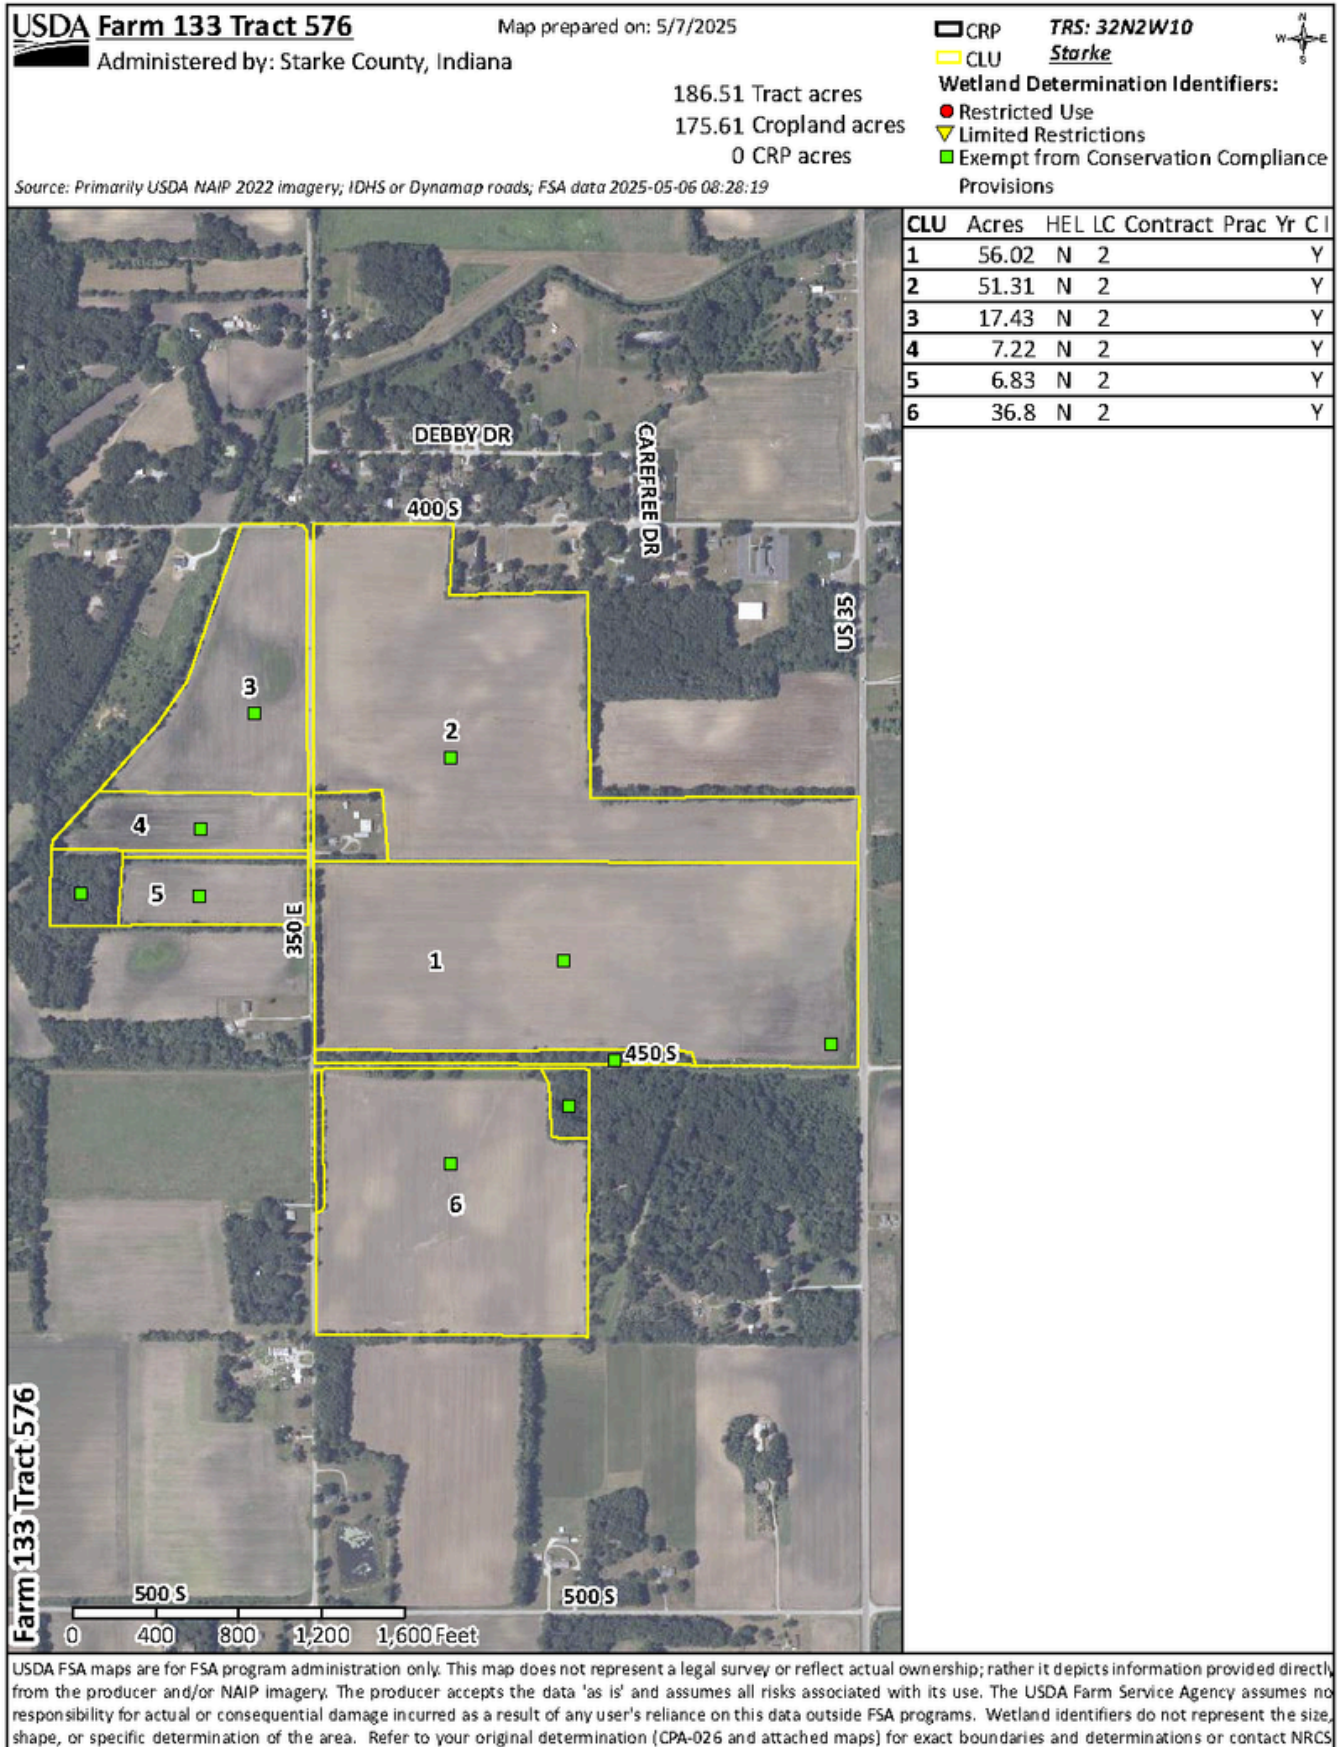 USDA Farm 133 Tract 576
Map prepared on: 5/7/2025
Administered by: Starke County, Indiana
186.51 Tract acres
175.61 Cropland acres
0 CRP acres
Source: Primarily USDA NAIP 2022 imagery; IDHS or Dynamap roads; FSA data 2025-05-06 08:28:19
CRP
CLU
TRS: 32N2W10
Starke
N
W E
S
Wetland Determination Identifiers:
Restricted Use
Limited Restrictions
Exempt from Conservation Compliance
Provisions
CLU Acres HEL LC Contract Prac Yr C I
1 56.02 N 2 Y
2 51.31 N 2 Y
3 17.43 N 2 Y
4 7.22 N 2 Y
5 6.83 N 2 Y
6 36.8 N 2 Y
DEBBY DR
CAREFREE DR
400 S
US 35
3
2
4
5
350 E
1
450 S
6
Farm 133 Tract 576
500 S
500 S
0 400 800 1,200 1,600 Feet
USDA FSA maps are for FSA program administration only. This map does not represent a legal survey or reflect actual ownership; rather it depicts information provided directly
from the producer and/or NAIP imagery. The producer accepts the data 'as is' and assumes all risks associated with its use. The USDA Farm Service Agency assumes no
responsibility for actual or consequential damage incurred as a result of any user's reliance on this data outside FSA programs. Wetland identifiers do not represent the size,
shape, or specific determination of the area. Refer to your original determination (CPA-026 and attached maps) for exact boundaries and determinations or contact NRCS